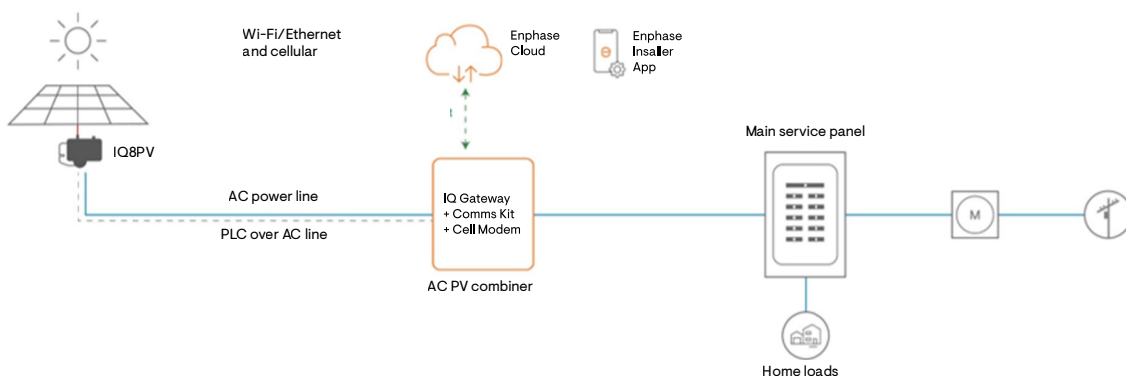 Wi-Fi/Ethernet
and cellular
Enphase
Cloud
Enphase
Insaller
App
t
IQ8PV
Main service panel
AC power line
PLC over AC line
IQ Gateway
+ Comms Kit
+ Cell Modem
M
AC PV combiner
Home loads